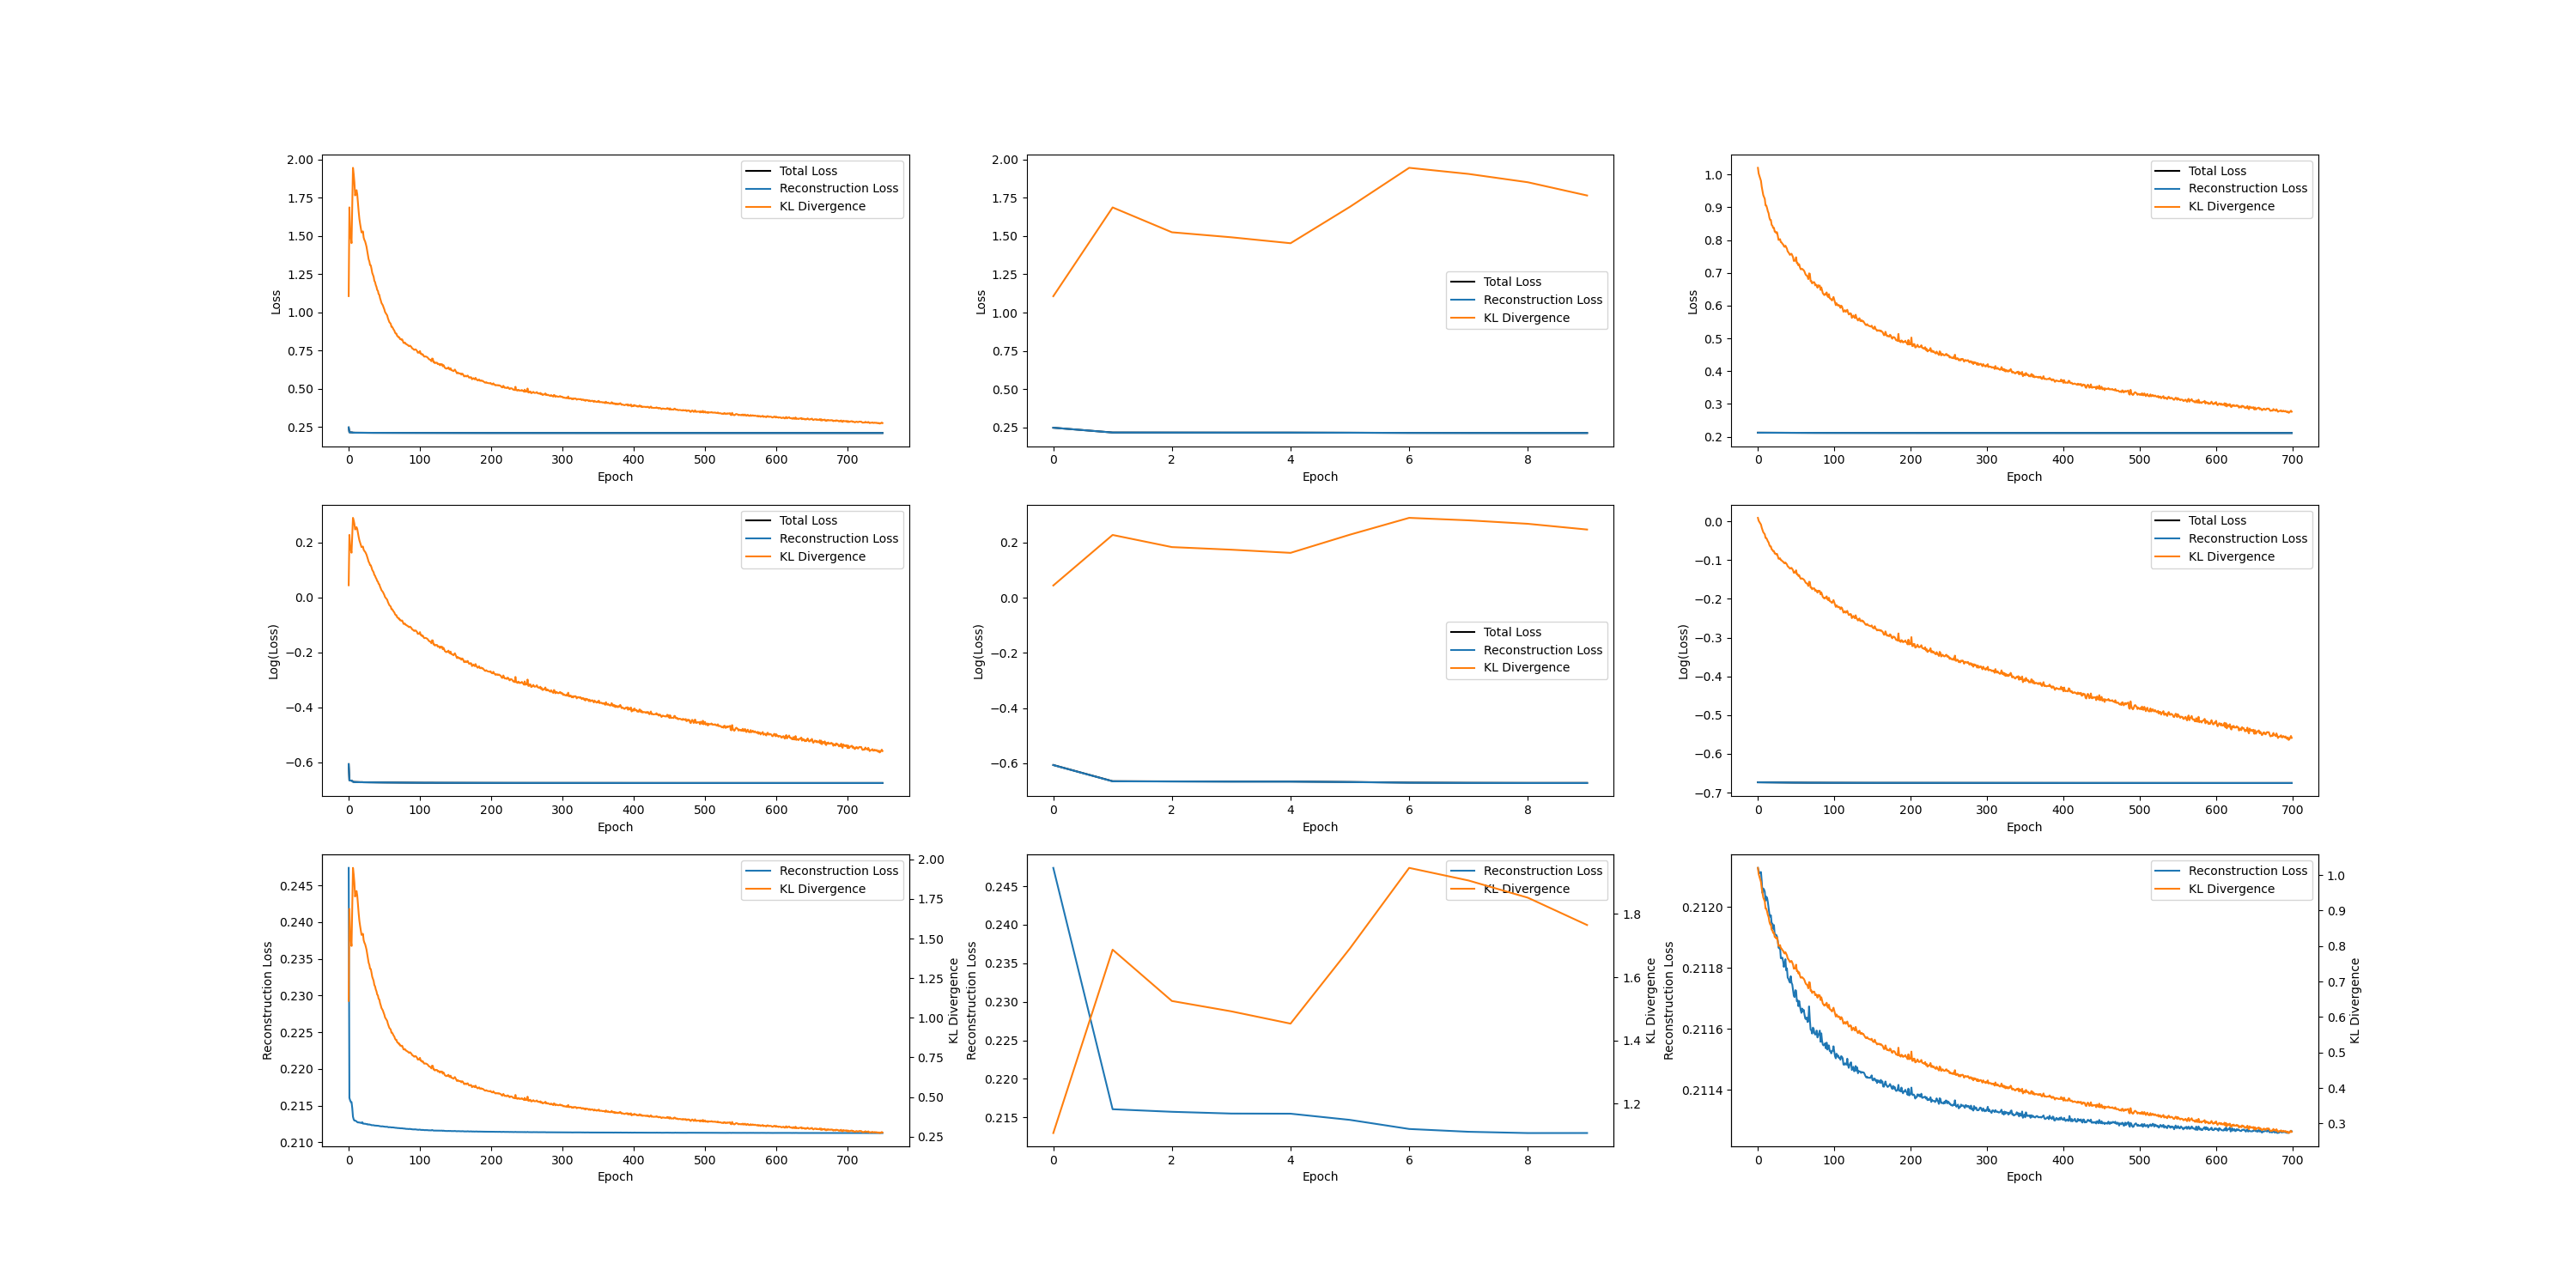 2.00
1.75
1.50
1.25
1.00
0.75
0.50
0.25
Loss
0 100 200 300 400 500 600 700
Epoch
Total Loss
Reconstruction Loss
KL Divergence
2.00
1.75
1.50
1.25
1.00
0.75
0.50
0.25
Loss
0 2 4 6 8
Epoch
Total Loss
Reconstruction Loss
KL Divergence
1.0
0.9
0.8
0.7
0.6
0.5
0.4
0.3
0.2
Loss
0 100 200 300 400 500 600 700
Epoch
Total Loss
Reconstruction Loss
KL Divergence
0.2
0.0
−0.2
−0.4
−0.6
Log(Loss)
0 100 200 300 400 500 600 700
Epoch
Total Loss
Reconstruction Loss
KL Divergence
0.2
0.0
−0.2
−0.4
−0.6
Log(Loss)
0 2 4 6 8
Epoch
Total Loss
Reconstruction Loss
KL Divergence
0.0
−0.1
−0.2
−0.3
−0.4
−0.5
−0.6
−0.7
Log(Loss)
0 100 200 300 400 500 600 700
Epoch
Total Loss
Reconstruction Loss
KL Divergence
0.245
0.240
0.235
0.230
0.225
0.220
0.215
0.210
Reconstruction Loss
0 100 200 300 400 500 600 700
Epoch
Reconstruction Loss
KL Divergence
2.00
1.75
1.50
1.25
1.00
0.75
0.50
0.25
KL Divergence
0.245
0.240
0.235
0.230
0.225
0.220
0.215
Reconstruction Loss
0 2 4 6 8
Epoch
Reconstruction Loss
KL Divergence
1.8
1.6
1.4
1.2
KL Divergence
0.2120
0.2118
0.2116
0.2114
Reconstruction Loss
0 100 200 300 400 500 600 700
Epoch
Reconstruction Loss
KL Divergence
1.0
0.9
0.8
0.7
0.6
0.5
0.4
0.3
KL Divergence